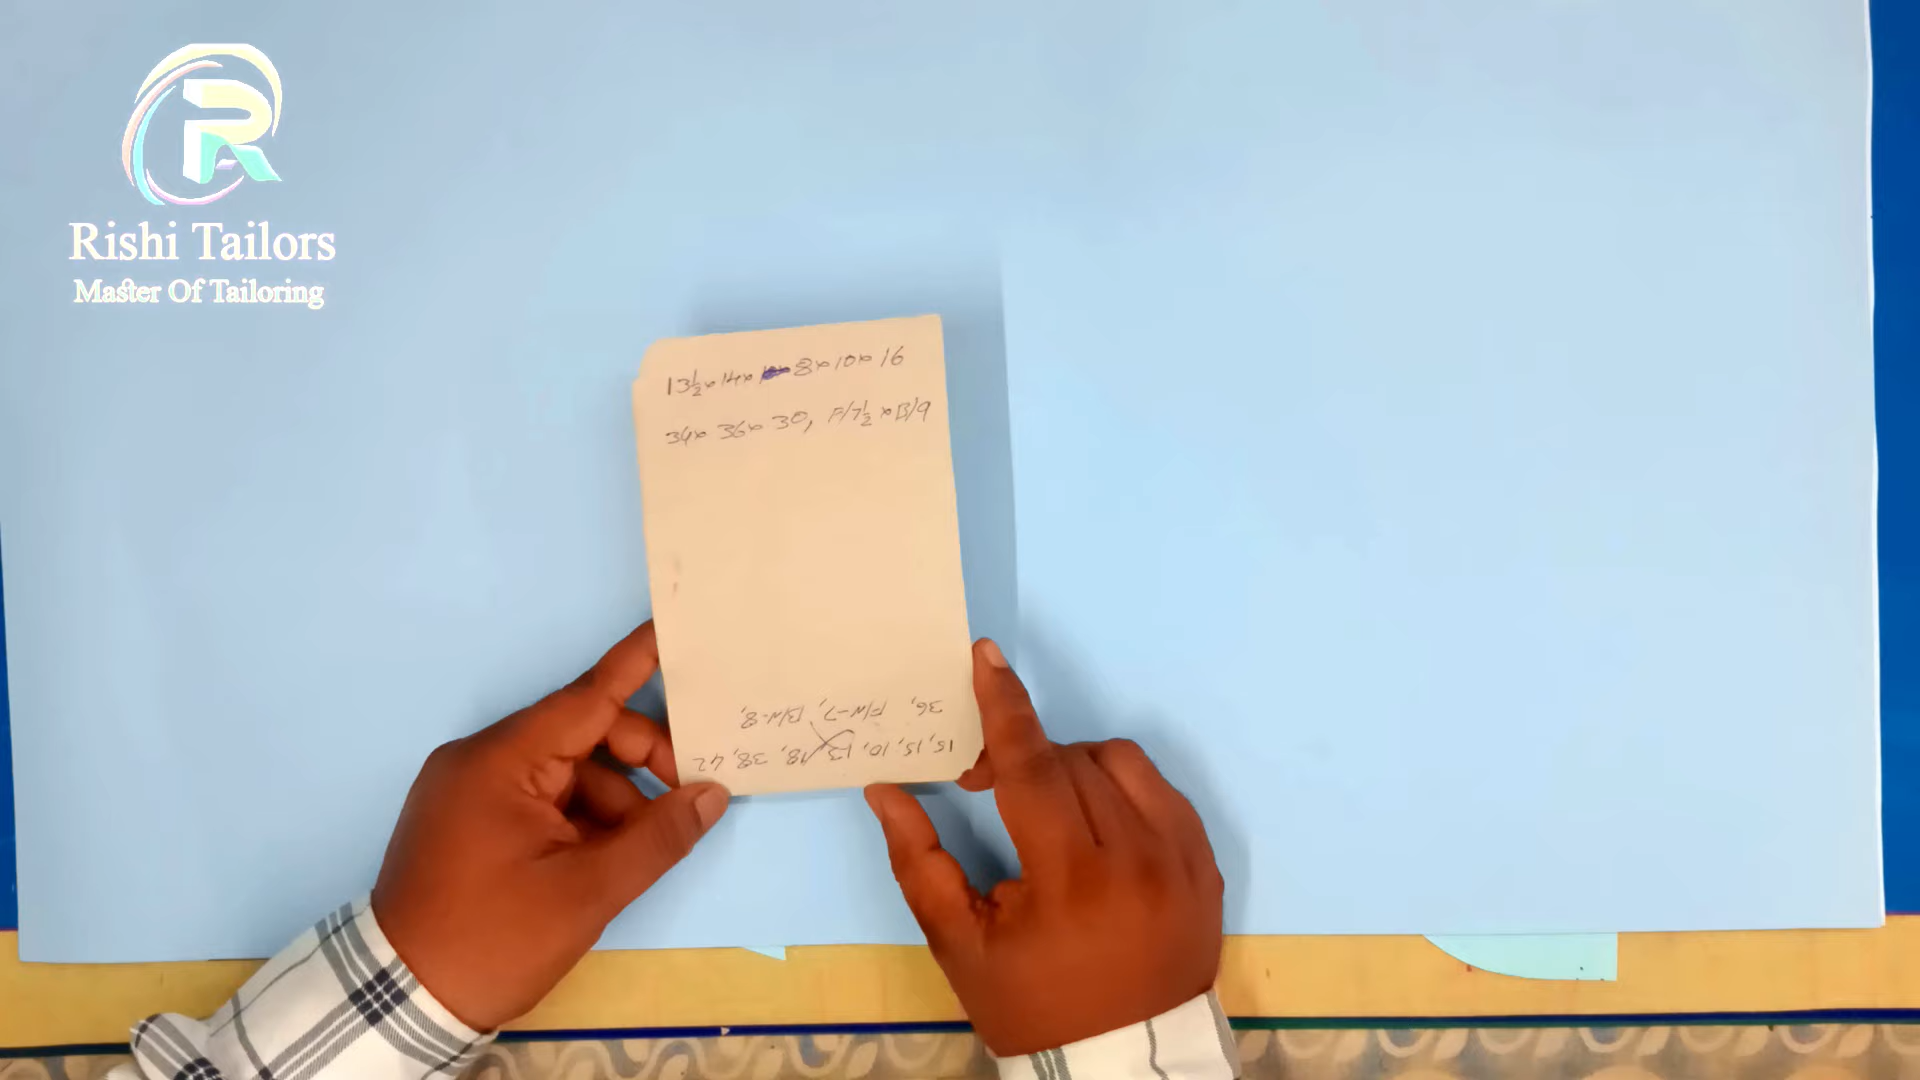 Rishi Tailors
Master Of Tailoring
13½ x 14 x 8 x 10 x 16
34 x 36 x 30, F/7½ x B/9
15, 15, 10, 13, 18, 38, 42
36, F/N-7, B/N-8,